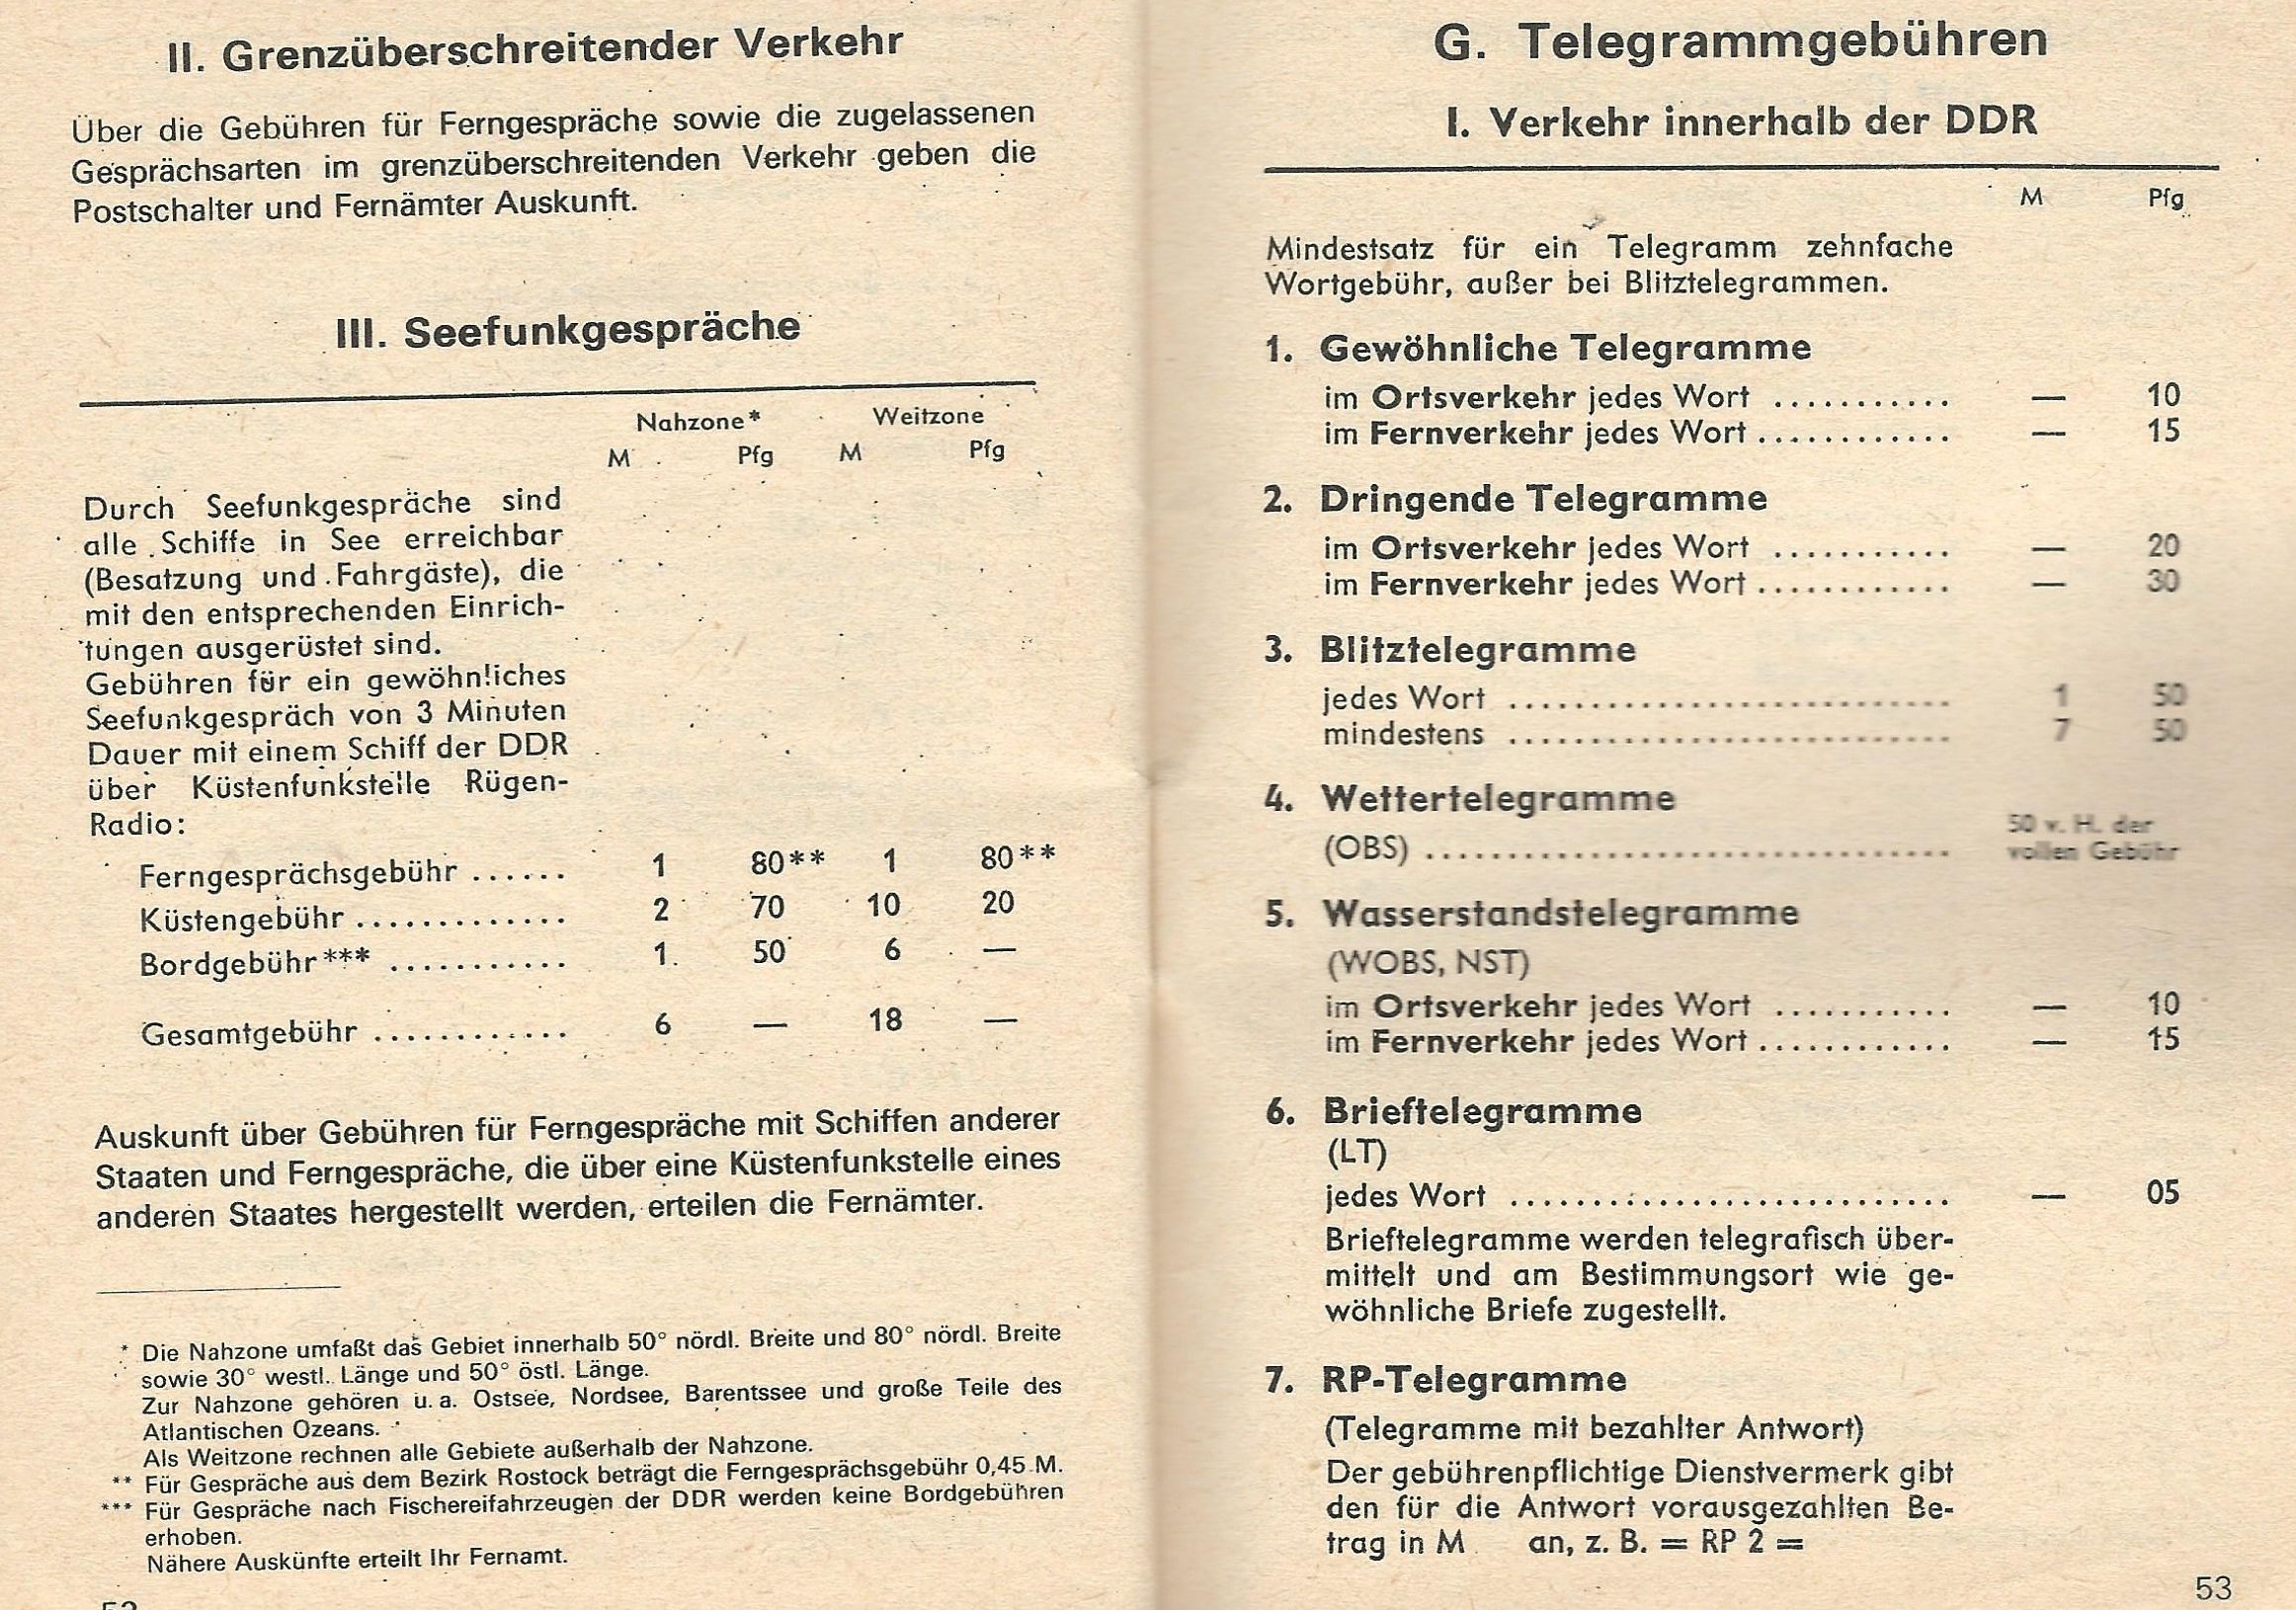 II. Grenzüberschreitender Verkehr
Über die Gebühren für Ferngespräche sowie die zugelassenen
Gesprächsarten im grenzüberschreitenden Verkehr geben die
Postschalter und Fernämter Auskunft.
III. Seefunkgespräche
Nahzone* Weitzone
M Pfg M Pfg
Durch Seefunkgespräche sind
alle Schiffe in See erreichbar
(Besatzung und Fahrgäste), die
mit den entsprechenden Einrich-
tungen ausgerüstet sind.
Gebühren für ein gewöhnliches
Seefunkgespräch von 3 Minuten
Dauer mit einem Schiff der DDR
über Küstenfunkstelle Rügen-
Radio:
Ferngesprächsgebühr ...... 1 80** 1 80**
Küstengebühr ............. 2 70 10 20
Bordgebühr*** ........... 1 50 6 —
Gesamtgebühr ............ 6 — 18 —
Auskunft über Gebühren für Ferngespräche mit Schiffen anderer
Staaten und Ferngespräche, die über eine Küstenfunkstelle eines
anderen Staates hergestellt werden, erteilen die Fernämter.
* Die Nahzone umfaßt das Gebiet innerhalb 50° nördl. Breite und 80° nördl. Breite
sowie 30° westl. Länge und 50° östl. Länge.
Zur Nahzone gehören u. a. Ostsee, Nordsee, Barentssee und große Teile des
Atlantischen Ozeans.
Als Weitzone rechnen alle Gebiete außerhalb der Nahzone.
** Für Gespräche aus dem Bezirk Rostock beträgt die Ferngesprächsgebühr 0,45 M.
*** Für Gespräche nach Fischereifahrzeugen der DDR werden keine Bordgebühren
erhoben.
Nähere Auskünfte erteilt Ihr Fernamt.
G. Telegrammgebühren
I. Verkehr innerhalb der DDR
M Pfg
Mindestsatz für ein Telegramm zehnfache
Wortgebühr, außer bei Blitztelegrammen.
1. Gewöhnliche Telegramme
im Ortsverkehr jedes Wort ........... — 10
im Fernverkehr jedes Wort ............ — 15
2. Dringende Telegramme
im Ortsverkehr jedes Wort ........... — 20
im Fernverkehr jedes Wort ............ — 30
3. Blitztelegramme
jedes Wort ........................... 1 50
mindestens ........................... 7 50
4. Wettertelegramme
50 v. H. der
(OBS) ................................ vollen Gebühr
5. Wasserstandstelegramme
(WOBS, NST)
im Ortsverkehr jedes Wort ........... — 10
im Fernverkehr jedes Wort ............ — 15
6. Brieftelegramme
(LT)
jedes Wort ........................... — 05
Brieftelegramme werden telegrafisch über-
mittelt und am Bestimmungsort wie ge-
wöhnliche Briefe zugestellt.
7. RP-Telegramme
(Telegramme mit bezahlter Antwort)
Der gebührenpflichtige Dienstvermerk gibt
den für die Antwort vorausgezahlten Be-
trag in M an, z. B. = RP 2 =
53